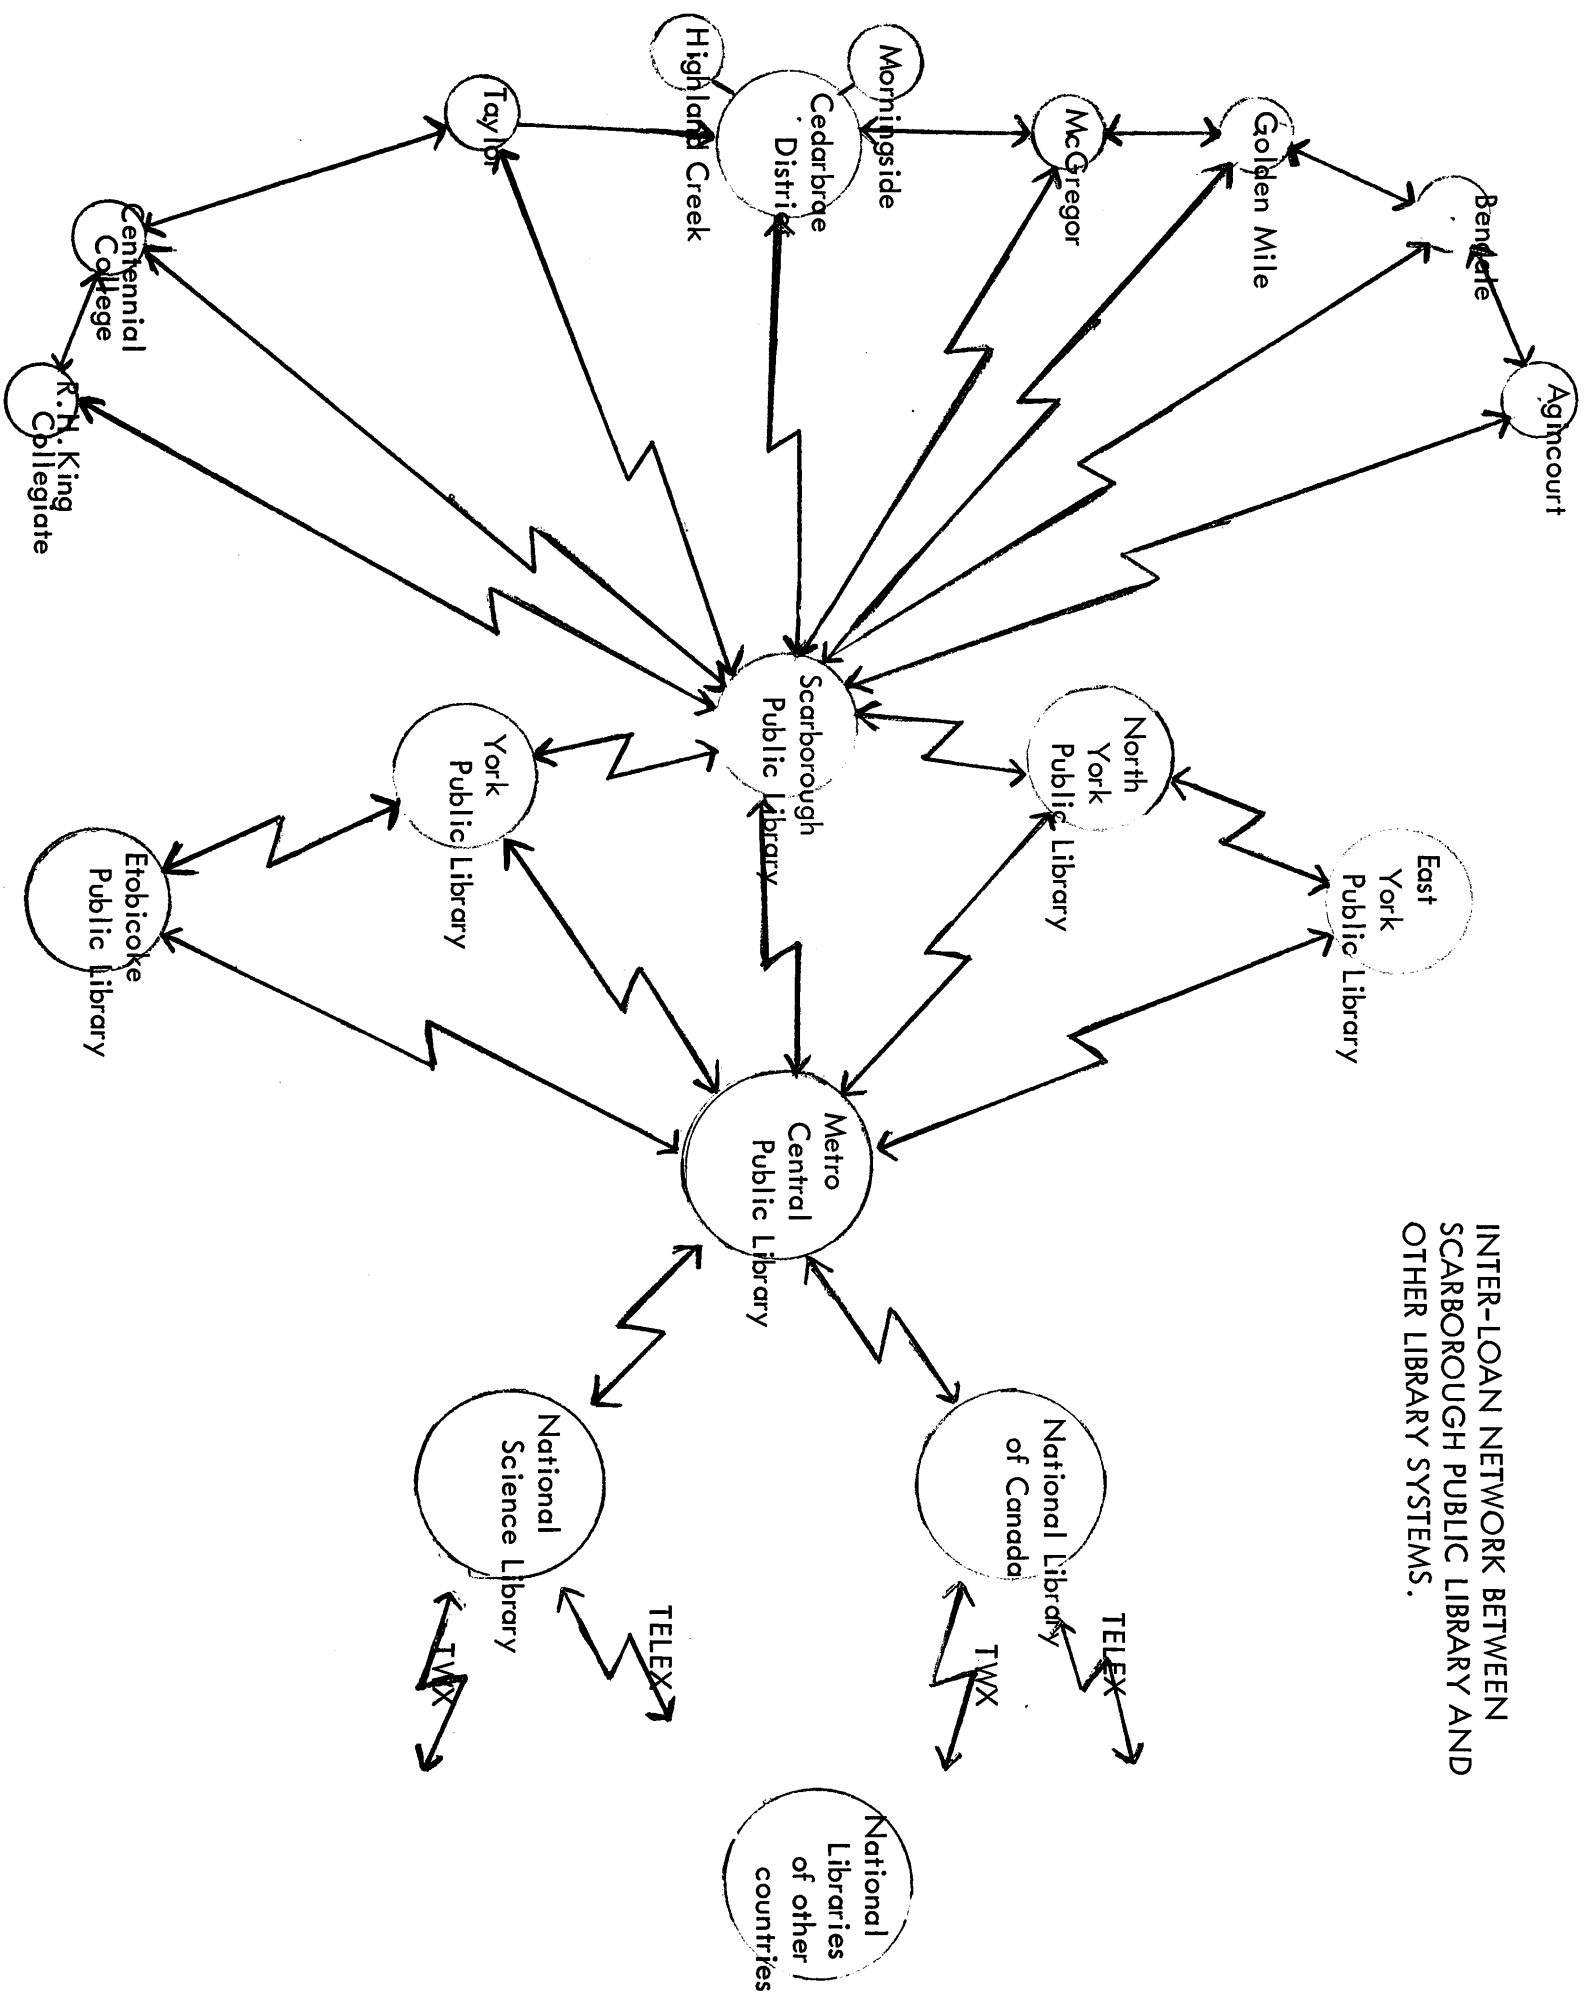 INTER-LOAN NETWORK BETWEEN
SCARBOROUGH PUBLIC LIBRARY AND
OTHER LIBRARY SYSTEMS.
Agincourt
Bendate
Golden Mile
McGregor
Morningside
Cedarbrae
District
Highland Creek
Taylor
Centennial
College
R.H. King
Collegiate
East
York
Public Library
North
York
Public Library
Scarborough
Public Library
York
Public Library
Etobicoke
Public Library
Metro
Central
Public Library
National Library
of Canada
National
Science Library
TELEX
TWX
TELEX
TWX
National
Libraries
of other
countries